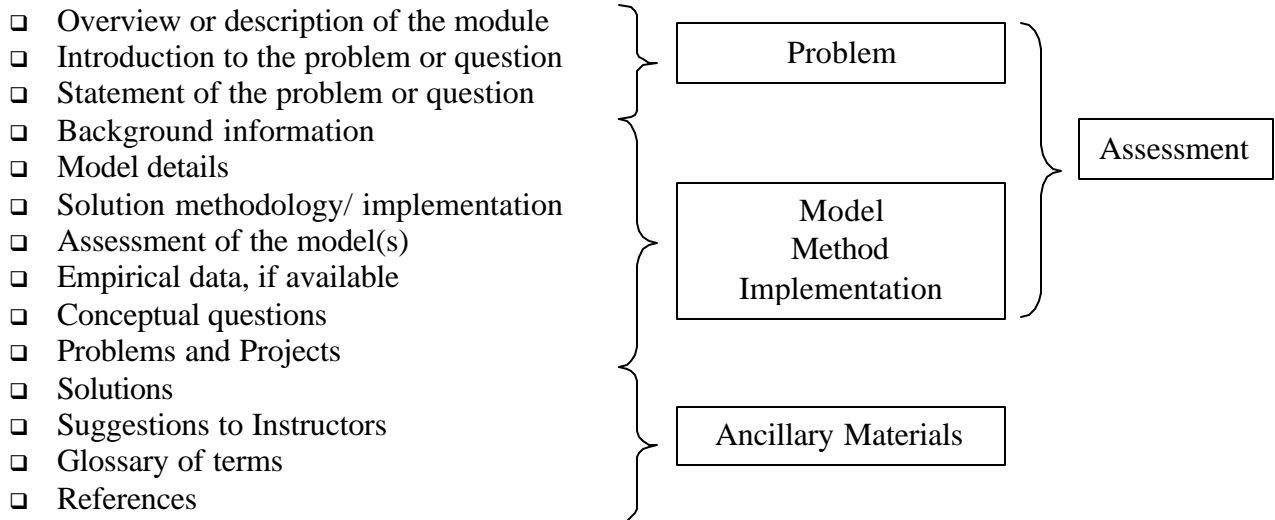 ❑ Overview or description of the module
❑ Introduction to the problem or question
❑ Statement of the problem or question
❑ Background information
❑ Model details
❑ Solution methodology/ implementation
❑ Assessment of the model(s)
❑ Empirical data, if available
❑ Conceptual questions
❑ Problems and Projects
❑ Solutions
❑ Suggestions to Instructors
❑ Glossary of terms
❑ References
Problem
Model
Method
Implementation
Ancillary Materials
Assessment